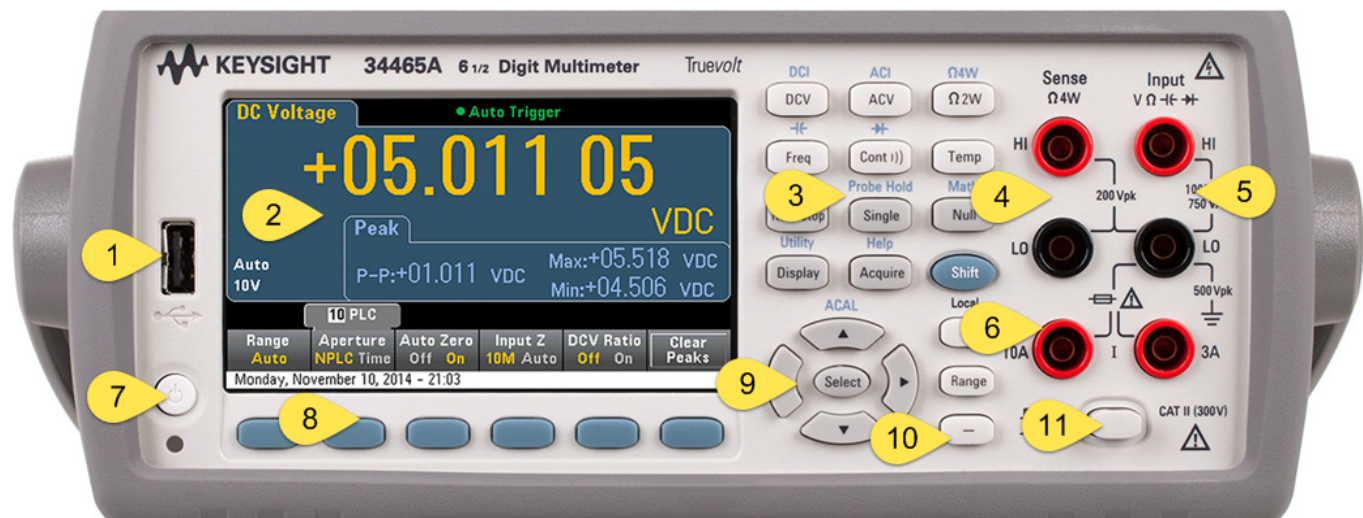 KEYSIGHT 34465A 6 1/2 Digit Multimeter Truevolt
DC Voltage Auto Trigger
+05.011 05
VDC
Peak
P-P:+01.011 VDC
Max:+05.518 VDC
Min:+04.506 VDC
Auto
10V
10 PLC
Range
Auto
Aperture
NPLC Time
Auto Zero
Off On
Input Z
10M Auto
DCV Ratio
Off On
Clear
Peaks
Monday, November 10, 2014 - 21:03
DCI ACI Ω4W
DCV ACV Ω2W
Freq Cont Temp
Probe Hold
Single Null
Utility Help
Display Acquire Shift
ACAL Local
Select
Range
−
Sense
Ω4W
Input
V Ω
HI HI
200 Vpk
LO LO
500 Vpk
10A I 3A
CAT II (300V)
1
2
3
4
5
6
7
8
9
10
11